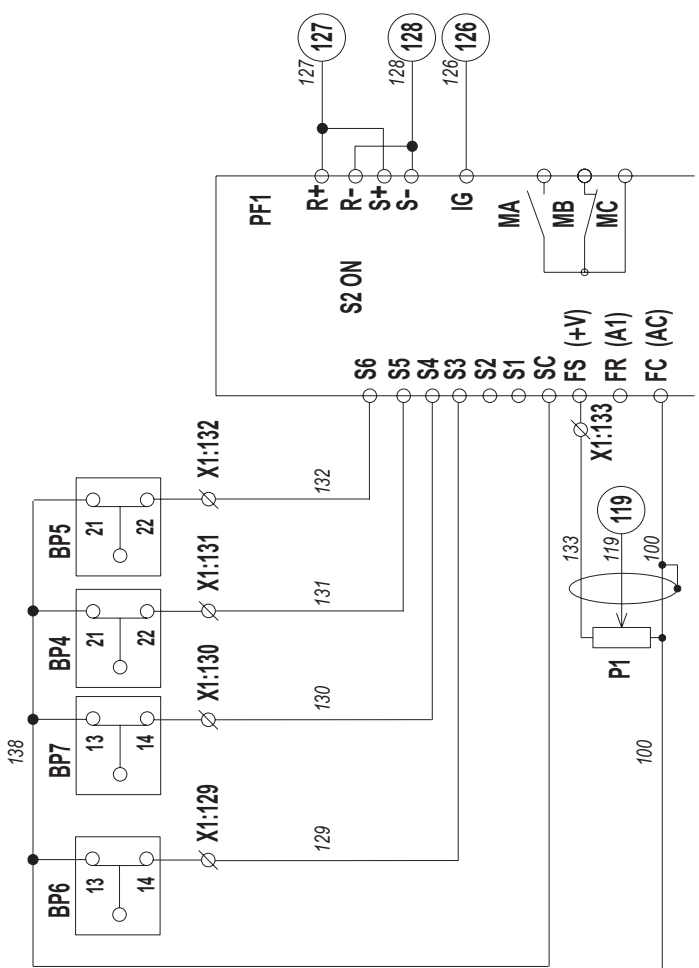 127
127
128
128
126
126
PF1
R+
R-
S+
S-
IG
MA
MB
MC
S2 ON
S6
S5
S4
S3
S2
S1
SC
FS (+V)
FR (A1)
FC (AC)
X1:133
133
119
119
100
P1
100
BP5
21
22
X1:132
132
BP4
21
22
X1:131
131
BP7
13
14
X1:130
130
BP6
13
14
X1:129
129
138